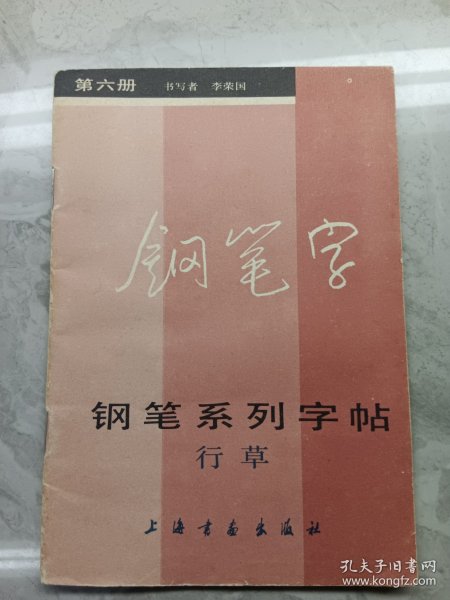 第六册 书写者 李荣国
钢笔字
钢笔系列字帖
行草
上海书画出版社
孔夫子旧书网
www.kongfz.com